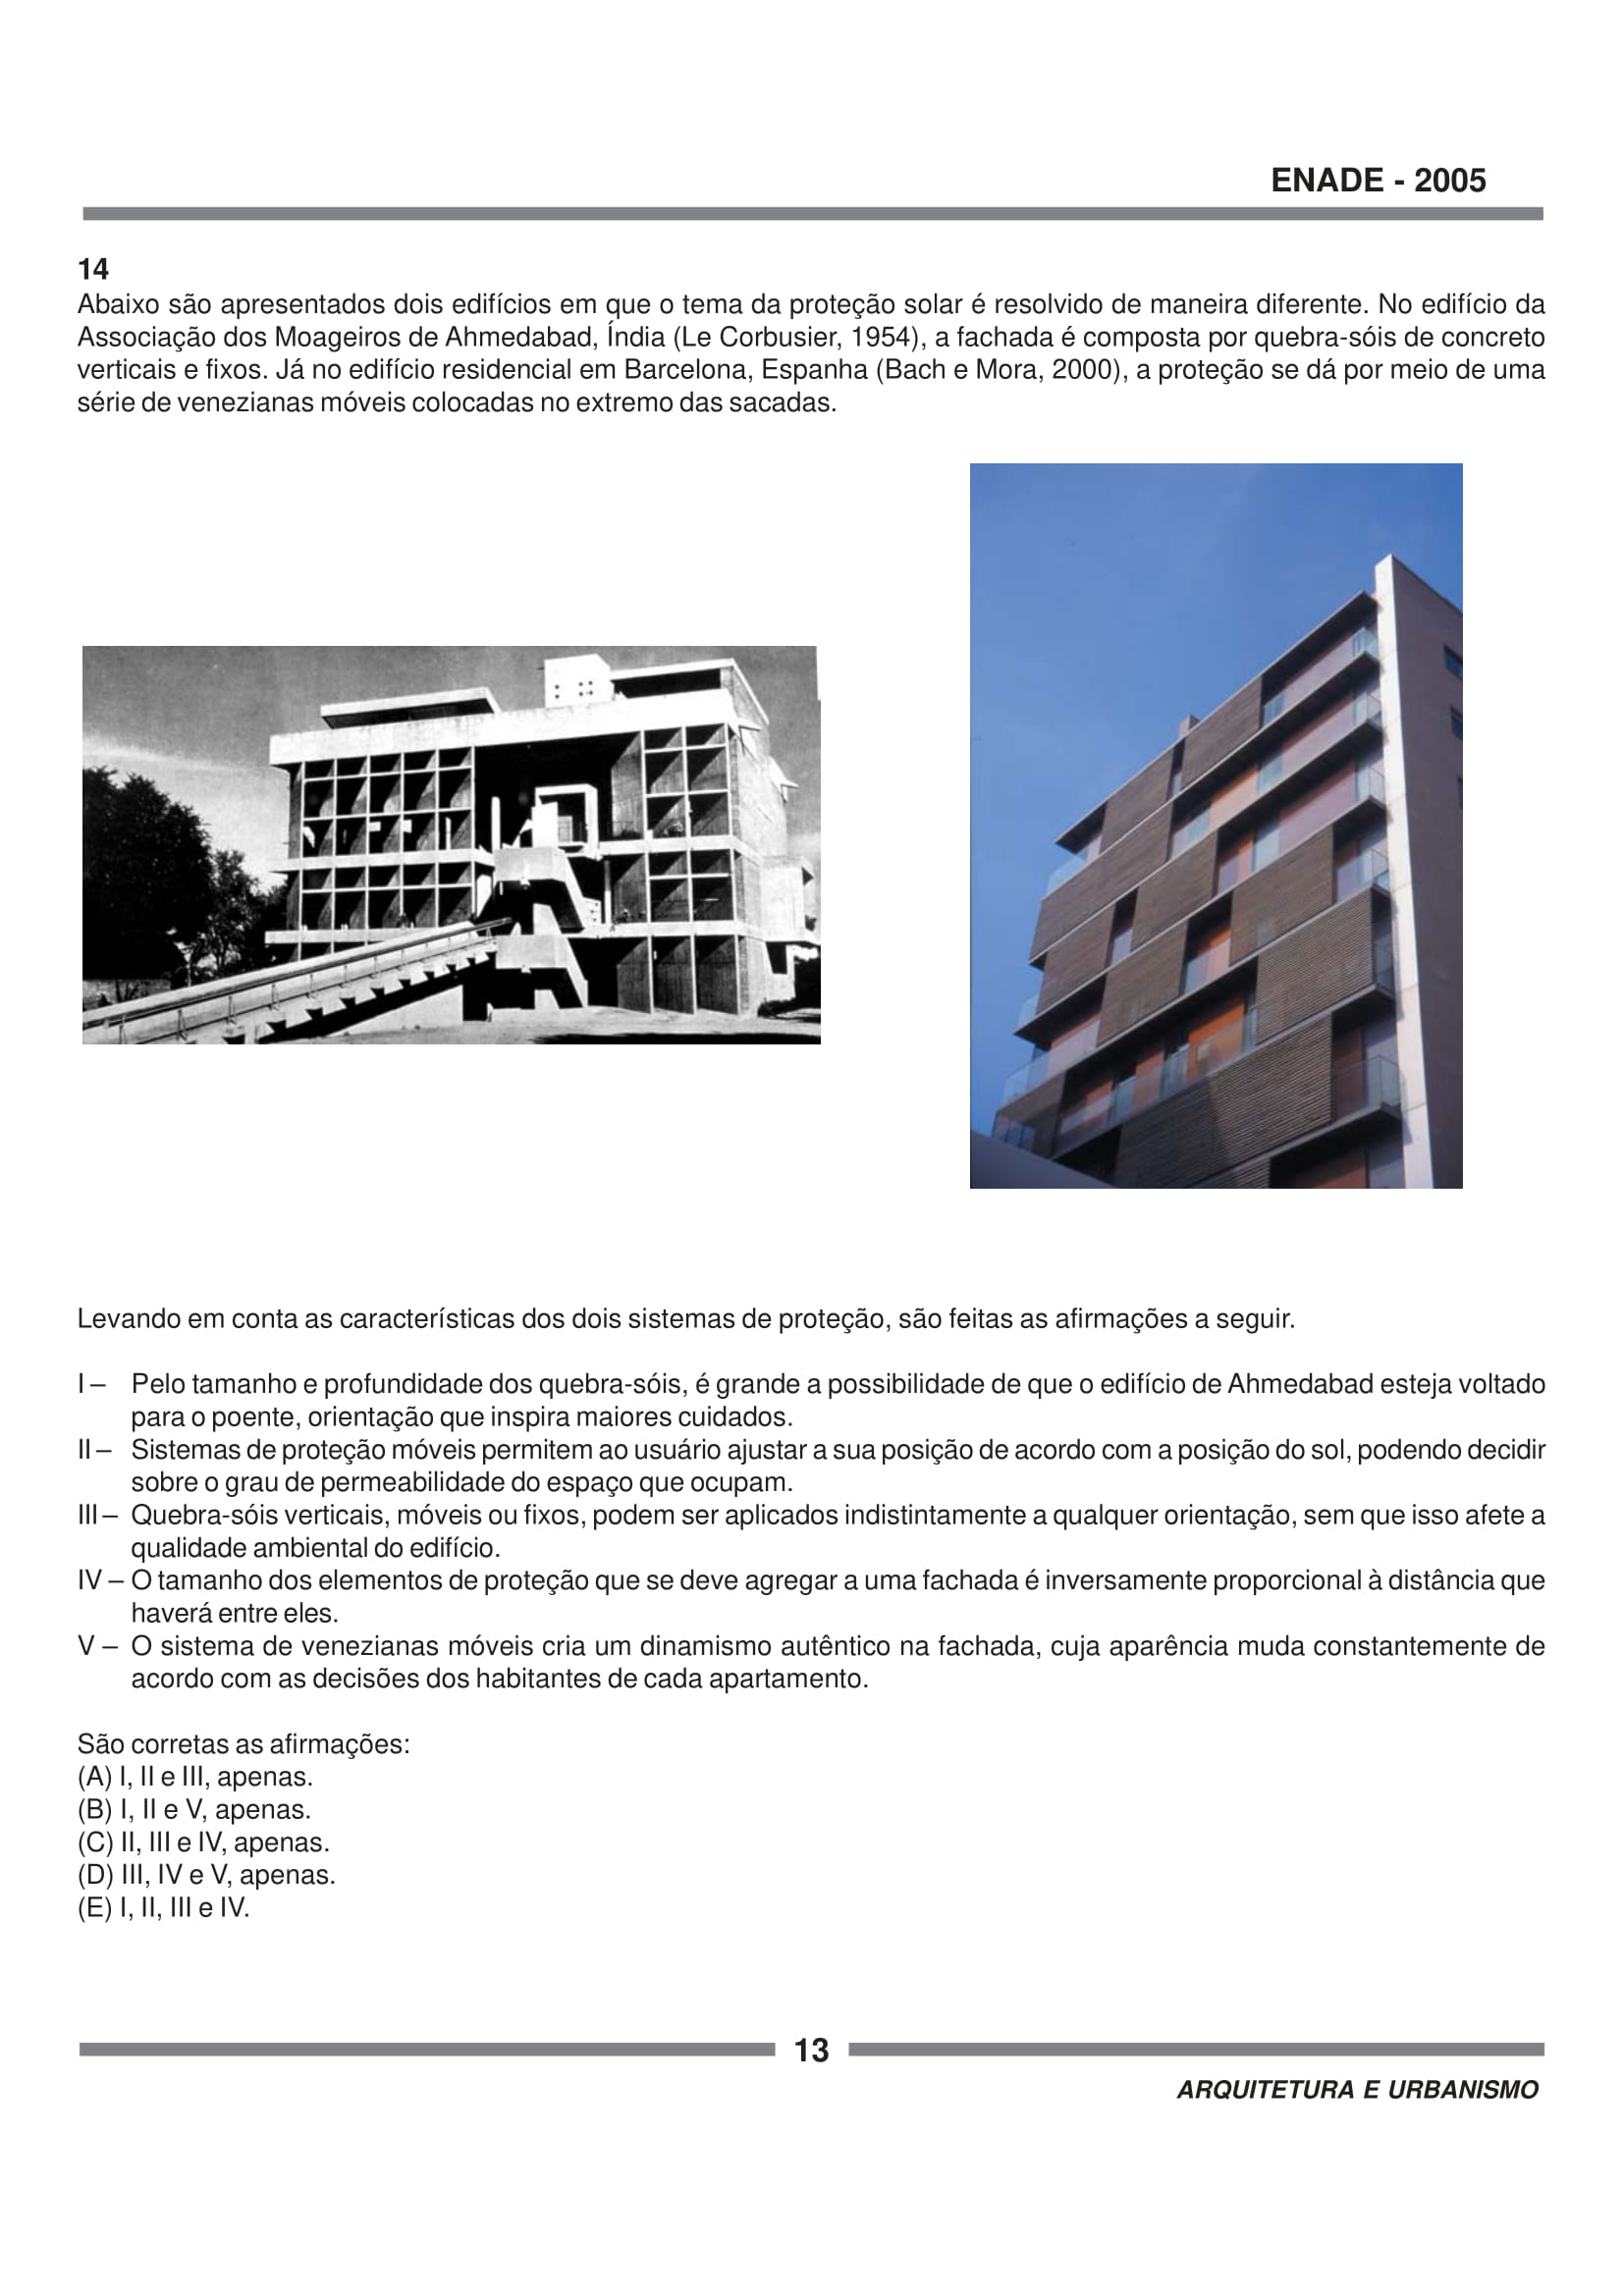 ENADE - 2005
14
Abaixo são apresentados dois edifícios em que o tema da proteção solar é resolvido de maneira diferente. No edifício da
Associação dos Moageiros de Ahmedabad, Índia (Le Corbusier, 1954), a fachada é composta por quebra-sóis de concreto
verticais e fixos. Já no edifício residencial em Barcelona, Espanha (Bach e Mora, 2000), a proteção se dá por meio de uma
série de venezianas móveis colocadas no extremo das sacadas.
Levando em conta as características dos dois sistemas de proteção, são feitas as afirmações a seguir.
I – Pelo tamanho e profundidade dos quebra-sóis, é grande a possibilidade de que o edifício de Ahmedabad esteja voltado
para o poente, orientação que inspira maiores cuidados.
II – Sistemas de proteção móveis permitem ao usuário ajustar a sua posição de acordo com a posição do sol, podendo decidir
sobre o grau de permeabilidade do espaço que ocupam.
III – Quebra-sóis verticais, móveis ou fixos, podem ser aplicados indistintamente a qualquer orientação, sem que isso afete a
qualidade ambiental do edifício.
IV – O tamanho dos elementos de proteção que se deve agregar a uma fachada é inversamente proporcional à distância que
haverá entre eles.
V – O sistema de venezianas móveis cria um dinamismo autêntico na fachada, cuja aparência muda constantemente de
acordo com as decisões dos habitantes de cada apartamento.
São corretas as afirmações:
(A) I, II e III, apenas.
(B) I, II e V, apenas.
(C) II, III e IV, apenas.
(D) III, IV e V, apenas.
(E) I, II, III e IV.
13
ARQUITETURA E URBANISMO